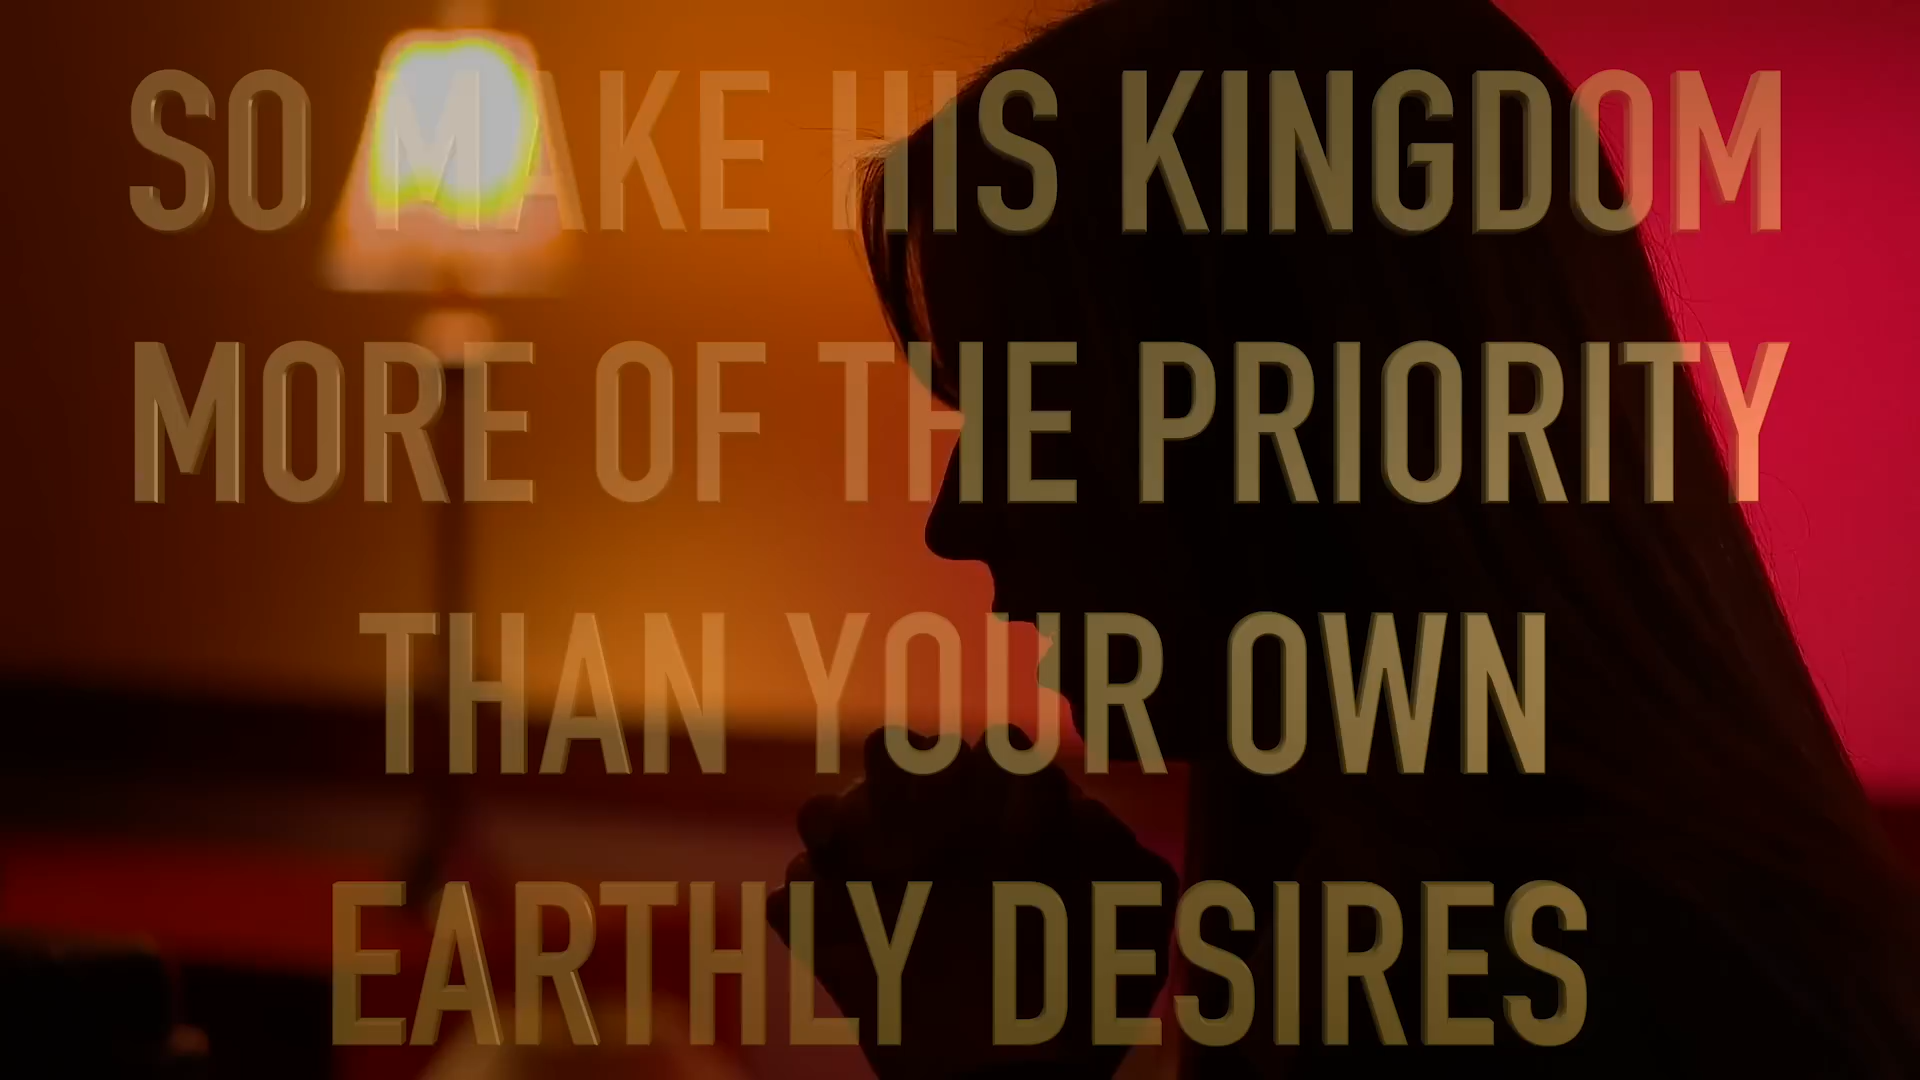 SO MAKE HIS KINGDOM
MORE OF THE PRIORITY
THAN YOUR OWN
EARTHLY DESIRES